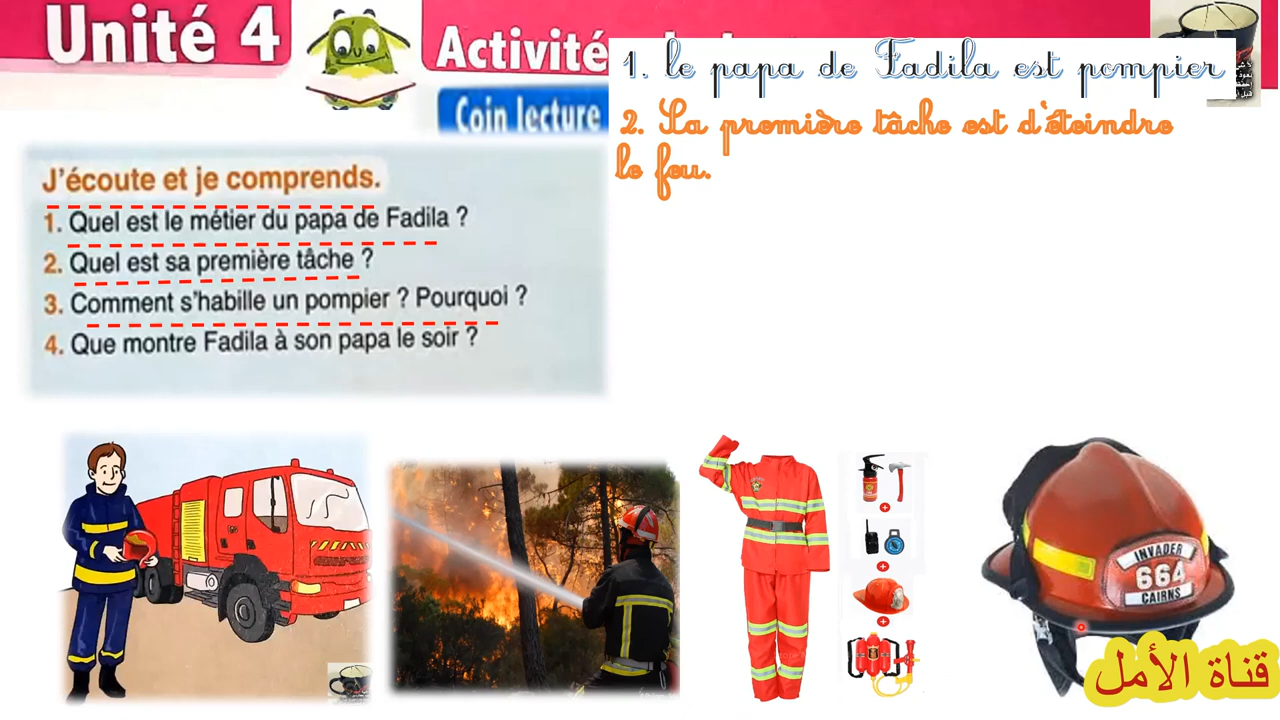 Unité 4
Activité
Coin lecture
1. le papa de Fadila est pompier
2. Sa première tâche est d'éteindre
le feu.
J'écoute et je comprends.
1. Quel est le métier du papa de Fadila ?
2. Quel est sa première tâche ?
3. Comment s'habille un pompier ? Pourquoi ?
4. Que montre Fadila à son papa le soir ?
INVADER
664
CAIRNS
قناة الأمل